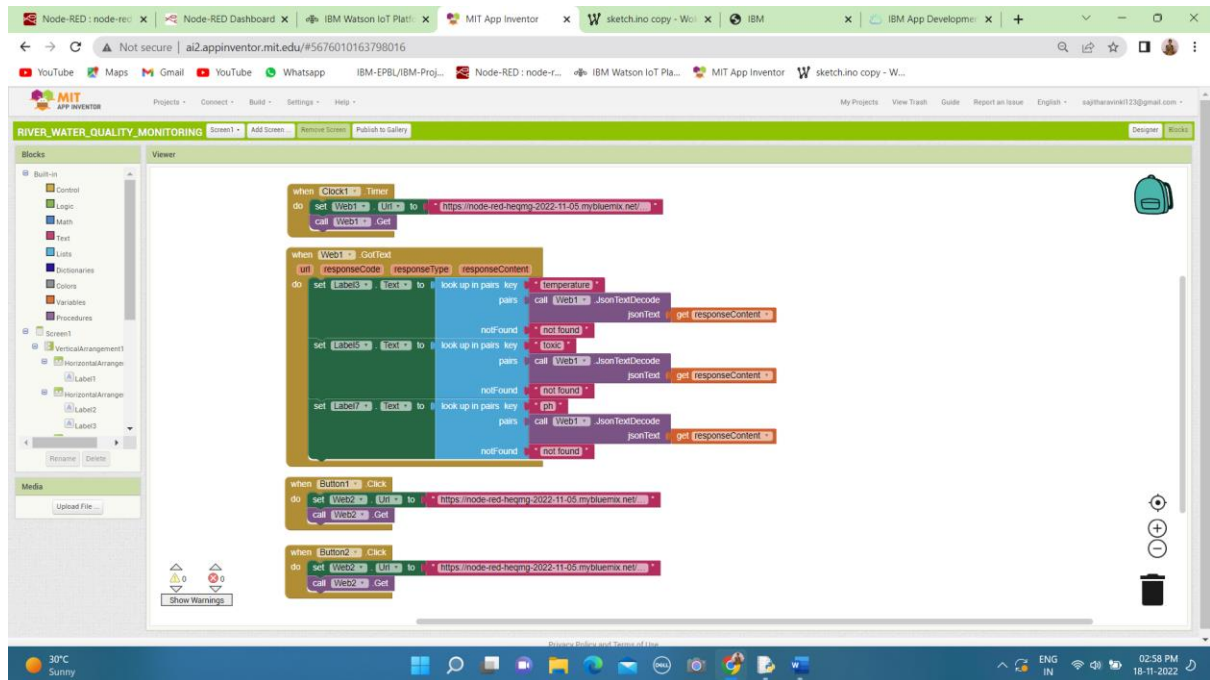 Node-RED : node-red
Node-RED Dashboard
IBM Watson IoT Platf
MIT App Inventor
sketch.ino copy - Wo
IBM
IBM App Developme
Not secure | ai2.appinventor.mit.edu/#5676010163798016
YouTube Maps Gmail YouTube Whatsapp IBM-EPBL/IBM-Proj... Node-RED : node-r... IBM Watson IoT Pla... MIT App Inventor sketch.ino copy - W...
MIT
APP INVENTOR
Projects Connect Build Settings Help
My Projects View Trash Guide Report an Issue English sajitharavinki123@gmail.com
RIVER_WATER_QUALITY_MONITORING Screen1 Add Screen ... Remove Screen Publish to Gallery Designer Blocks
Blocks
Viewer
Built-in
Control
Logic
Math
Text
Lists
Dictionaries
Colors
Variables
Procedures
Screen1
VerticalArrangement1
HorizontalArrange
Label1
HorizontalArrange
Label2
Label3
Rename Delete
Media
Upload File ...
when Clock1 .Timer
do set Web1 . Url to " https://node-red-heqmg-2022-11-05.mybluemix.net/... "
call Web1 .Get
when Web1 .GotText
url responseCode responseType responseContent
do set Label3 . Text to look up in pairs key " temperature "
pairs call Web1 .JsonTextDecode
jsonText get responseContent
notFound " not found "
set Label5 . Text to look up in pairs key " toxic "
pairs call Web1 .JsonTextDecode
jsonText get responseContent
notFound " not found "
set Label7 . Text to look up in pairs key " ph "
pairs call Web1 .JsonTextDecode
jsonText get responseContent
notFound " not found "
when Button1 .Click
do set Web2 . Url to " https://node-red-heqmg-2022-11-05.mybluemix.net/... "
call Web2 .Get
when Button2 .Click
do set Web2 . Url to " https://node-red-heqmg-2022-11-05.mybluemix.net/... "
call Web2 .Get
0 0
Show Warnings
Privacy Policy and Terms of Use
30°C
Sunny
ENG
IN
02:58 PM
18-11-2022